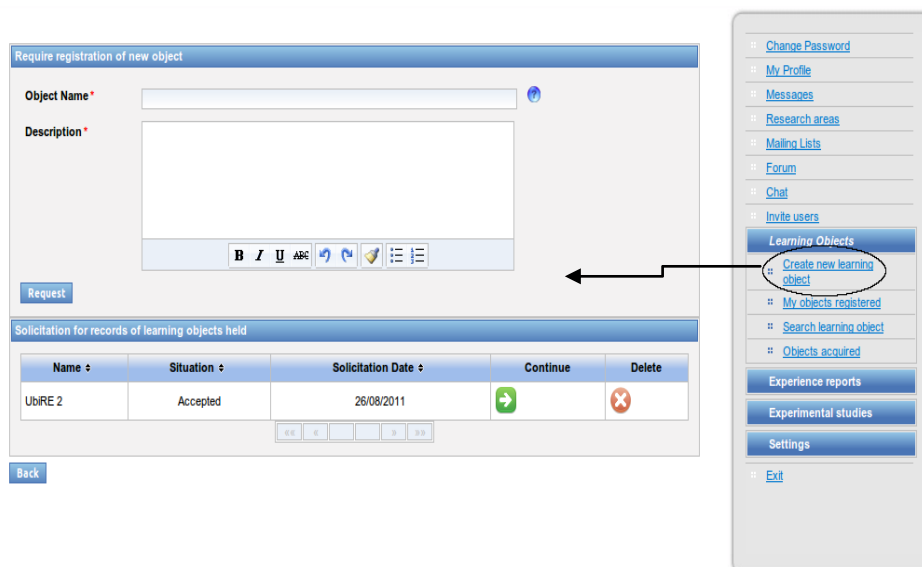 Require registration of new object
Object Name*
Description*
B I U ABC
Request
Solicitation for records of learning objects held
Name Situation Solicitation Date Continue Delete
UbiRE 2 Accepted 26/08/2011
«« « » »»
Back
Change Password
My Profile
Messages
Research areas
Mailing Lists
Forum
Chat
Invite users
Learning Objects
Create new learning
object
My objects registered
Search learning object
Objects acquired
Experience reports
Experimental studies
Settings
Exit